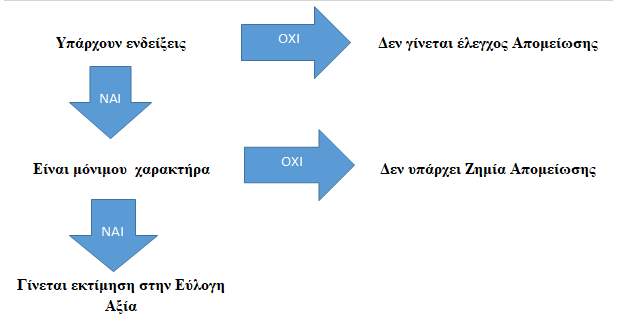 Υπάρχουν ενδείξεις
ΟΧΙ
Δεν γίνεται έλεγχος Απομείωσης
ΝΑΙ
Είναι μόνιμου χαρακτήρα
ΟΧΙ
Δεν υπάρχει Ζημία Απομείωσης
ΝΑΙ
Γίνεται εκτίμηση στην Εύλογη
Αξία